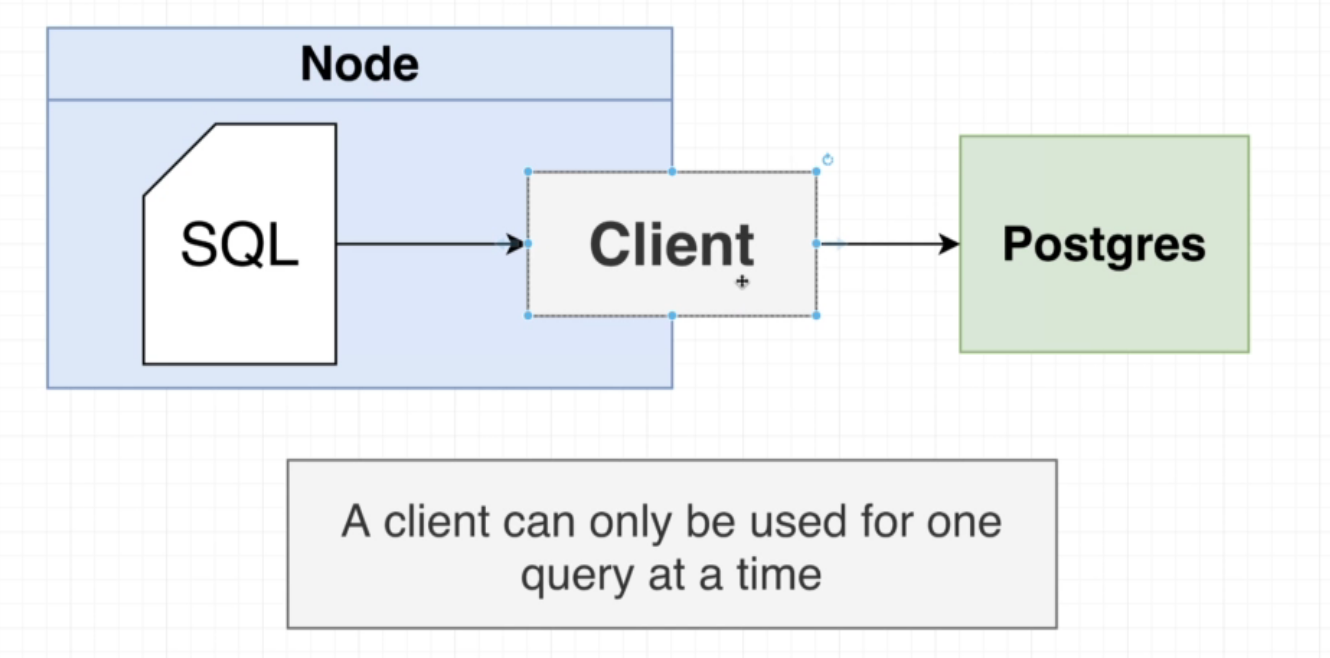 Node
SQL
Client
Postgres
A client can only be used for one
query at a time